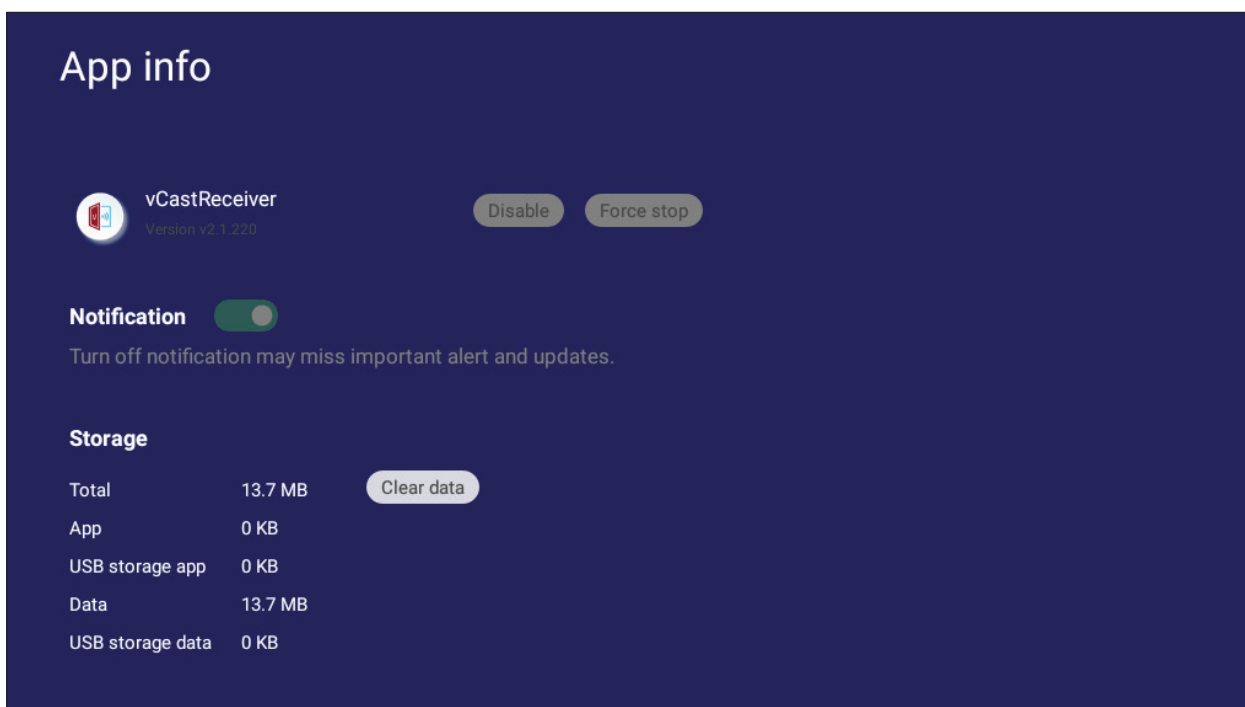 App info
vCastReceiver
Version v2.1.220
Disable
Force stop
Notification
Turn off notification may miss important alert and updates.
Storage
Total 13.7 MB Clear data
App 0 KB
USB storage app 0 KB
Data 13.7 MB
USB storage data 0 KB